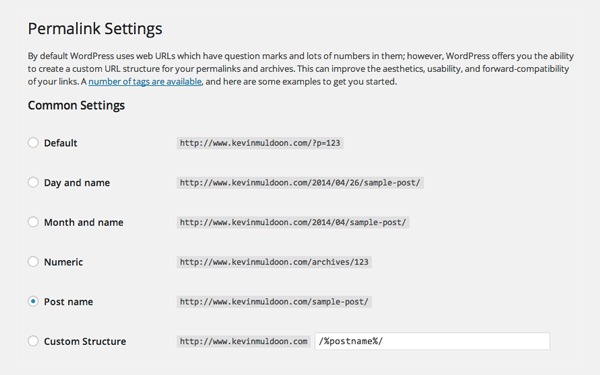 Permalink Settings
By default WordPress uses web URLs which have question marks and lots of numbers in them; however, WordPress offers you the ability
to create a custom URL structure for your permalinks and archives. This can improve the aesthetics, usability, and forward-compatibility
of your links. A number of tags are available, and here are some examples to get you started.
Common Settings
Default http://www.kevinmuldoon.com/?p=123
Day and name http://www.kevinmuldoon.com/2014/04/26/sample-post/
Month and name http://www.kevinmuldoon.com/2014/04/sample-post/
Numeric http://www.kevinmuldoon.com/archives/123
Post name http://www.kevinmuldoon.com/sample-post/
Custom Structure http://www.kevinmuldoon.com /%postname%/